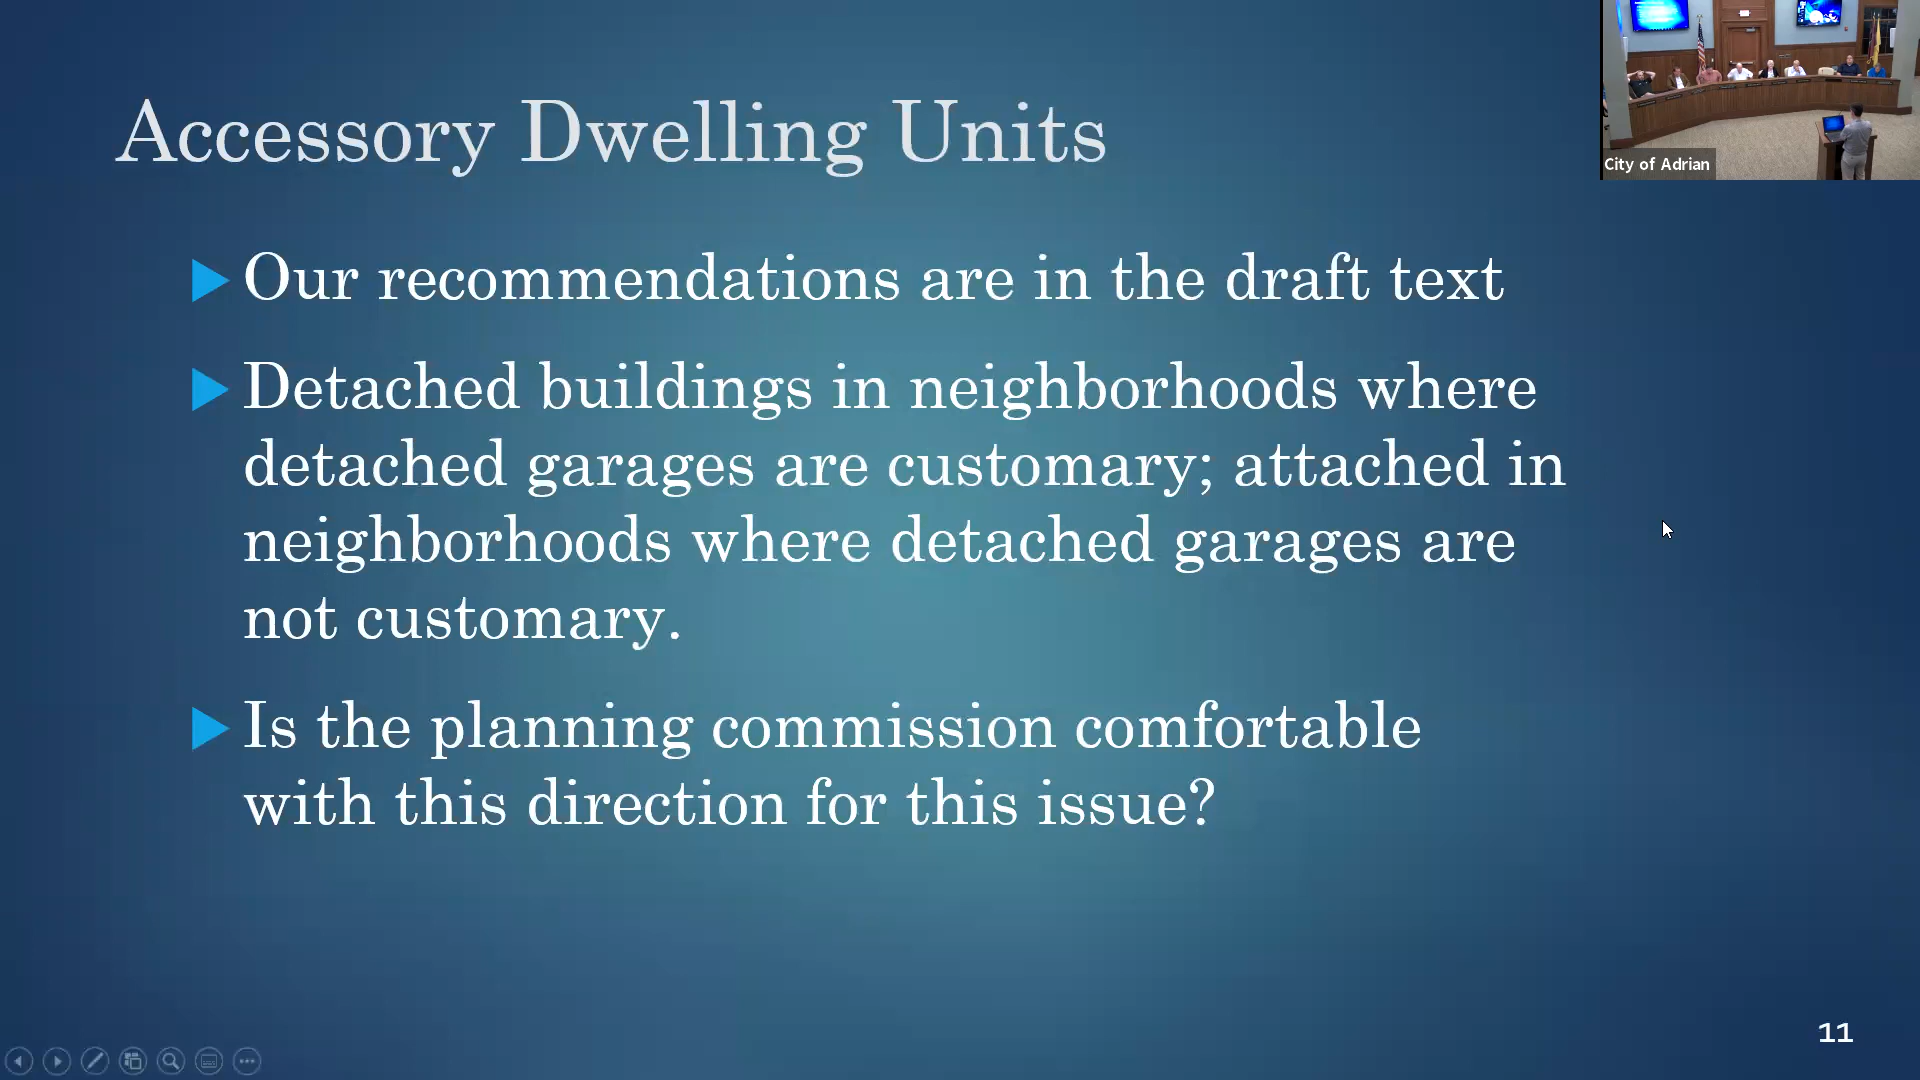 Accessory Dwelling Units
City of Adrian
Our recommendations are in the draft text
Detached buildings in neighborhoods where
detached garages are customary; attached in
neighborhoods where detached garages are
not customary.
Is the planning commission comfortable
with this direction for this issue?
11